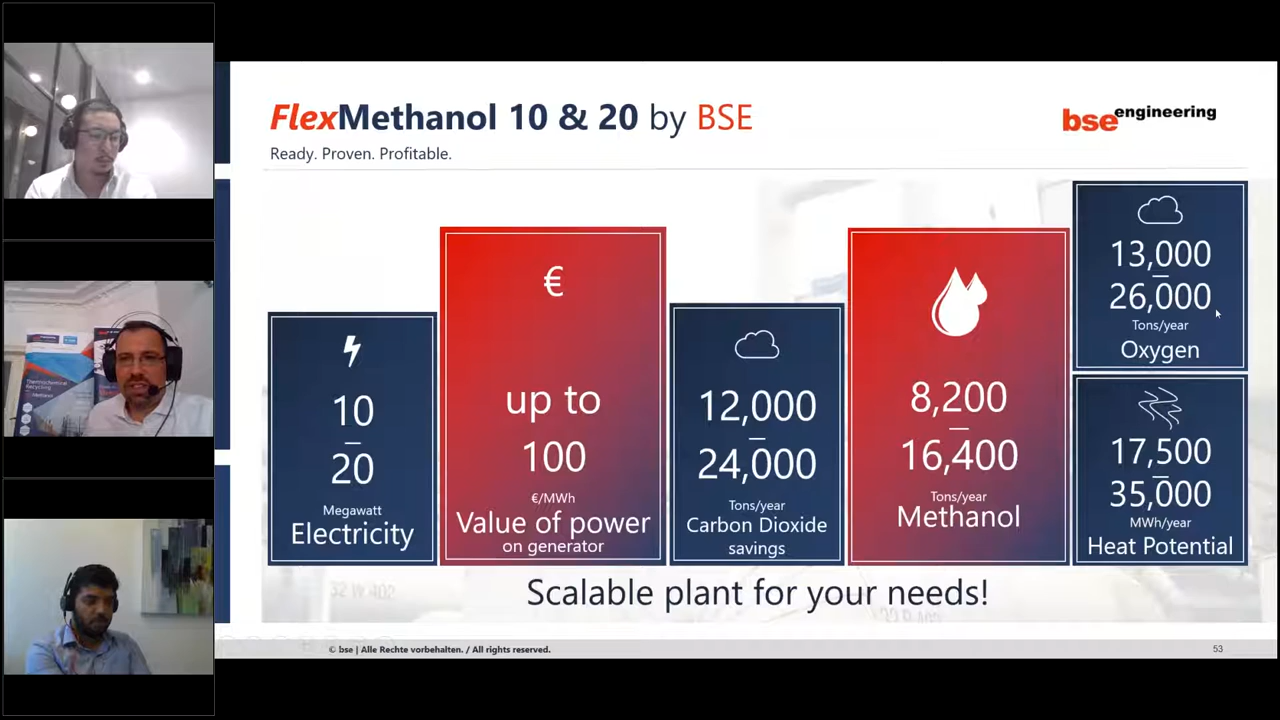 FlexMethanol 10 & 20 by BSE
Ready. Proven. Profitable.
bse engineering
10
–
20
Megawatt
Electricity
€
up to
100
€/MWh
Value of power
on generator
12,000
–
24,000
Tons/year
Carbon Dioxide
savings
8,200
–
16,400
Tons/year
Methanol
13,000
–
26,000
Tons/year
Oxygen
17,500
–
35,000
MWh/year
Heat Potential
Scalable plant for your needs!
© bse | Alle Rechte vorbehalten. / All rights reserved.
53